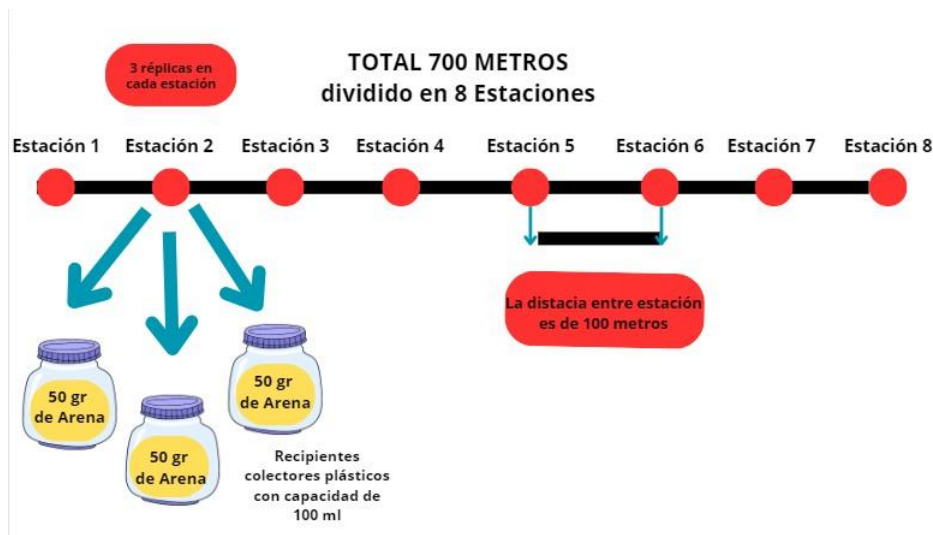 3 réplicas en
cada estación
TOTAL 700 METROS
dividido en 8 Estaciones
Estación 1
Estación 2
Estación 3
Estación 4
Estación 5
Estación 6
Estación 7
Estación 8
La distacia entre estación
es de 100 metros
50 gr
de Arena
50 gr
de Arena
50 gr
de Arena
Recipientes
colectores plásticos
con capacidad de
100 ml